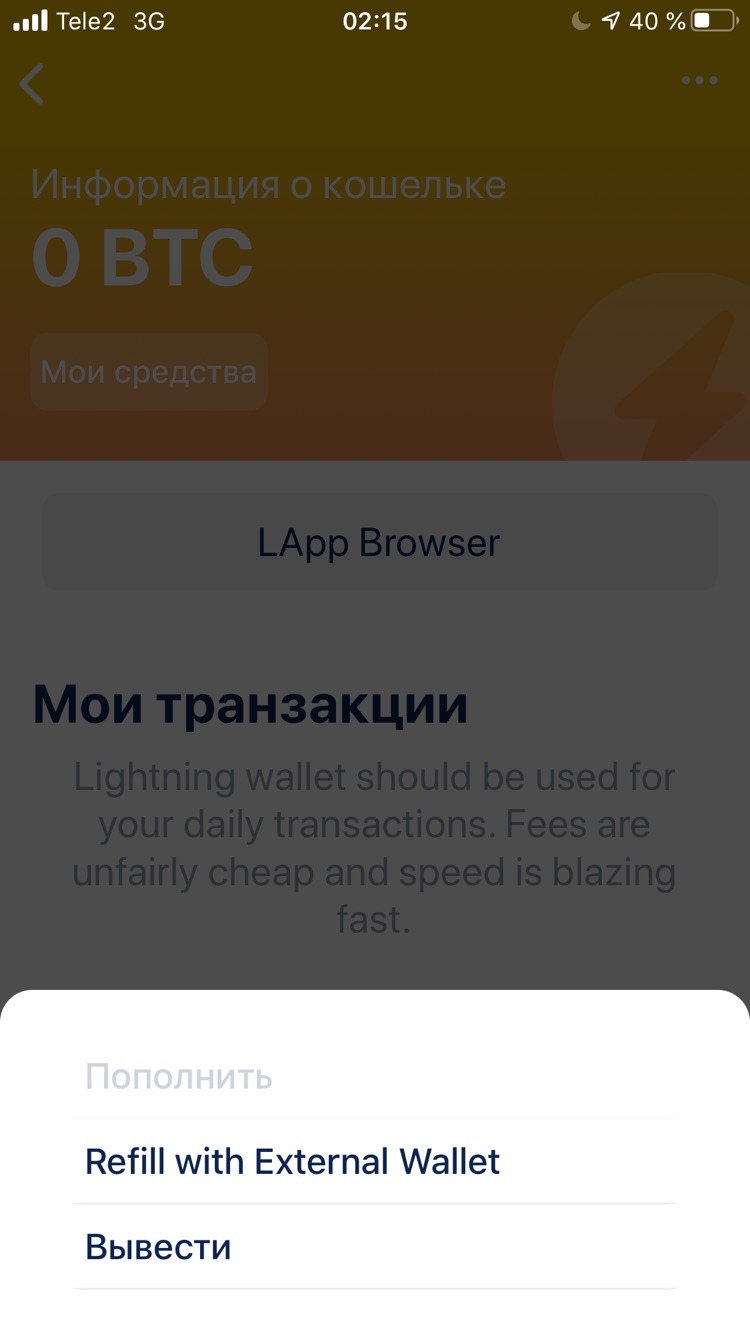 Tele2 3G 02:15 40 %
Информация о кошельке
0 BTC
Мои средства
LApp Browser
Мои транзакции
Lightning wallet should be used for
your daily transactions. Fees are
unfairly cheap and speed is blazing
fast.
Пополнить
Refill with External Wallet
Вывести